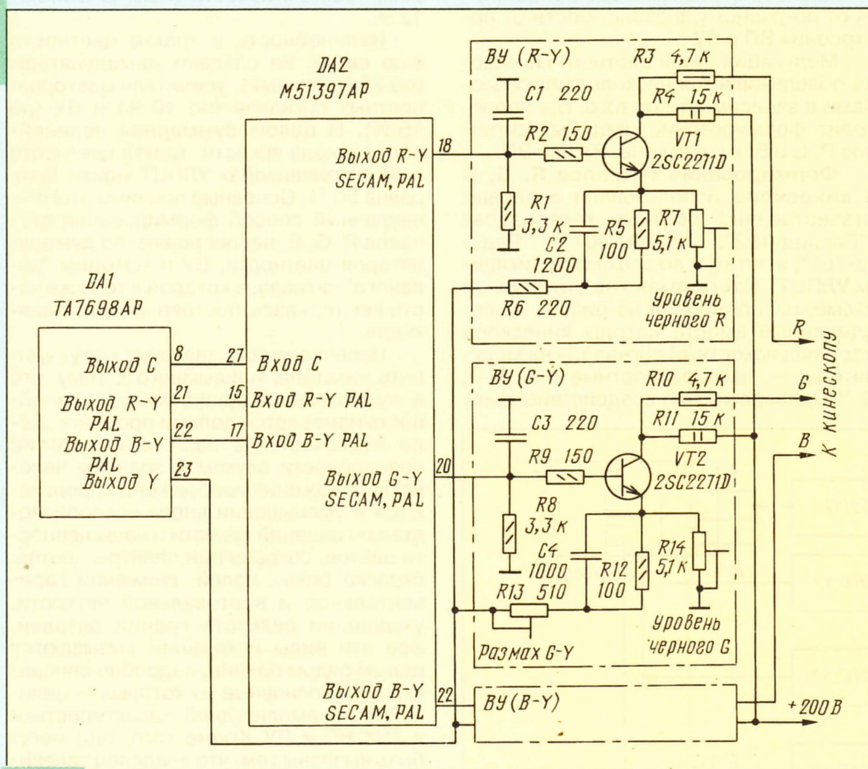 DA2
M51397AP
Выход R-Y
SECAM, PAL
18
DA1
TA7698AP
Выход C
8
27
Вход C
Выход R-Y
PAL
21
15
Вход R-Y PAL
Выход B-Y
PAL
22
17
Вход B-Y PAL
Выход Y
23
Выход G-Y
SECAM, PAL
20
Выход B-Y
SECAM, PAL
22
ВУ (R-Y)
C1 220
R2 150
R1
3,3 к
C2
1200
R5
100
R6 220
R3 4,7 к
R4 15 к
VT1
2SC2271D
R7
5,1 к
Уровень
черного R
ВУ (G-Y)
C3 220
R9 150
R8
3,3 к
C4
1000
R12
100
R13 510
Размах G-Y
R10 4,7 к
R11 15 к
VT2
2SC2271D
R14
5,1 к
Уровень
черного G
ВУ (B-Y)
R
G
B
К кинескопу
+200 В